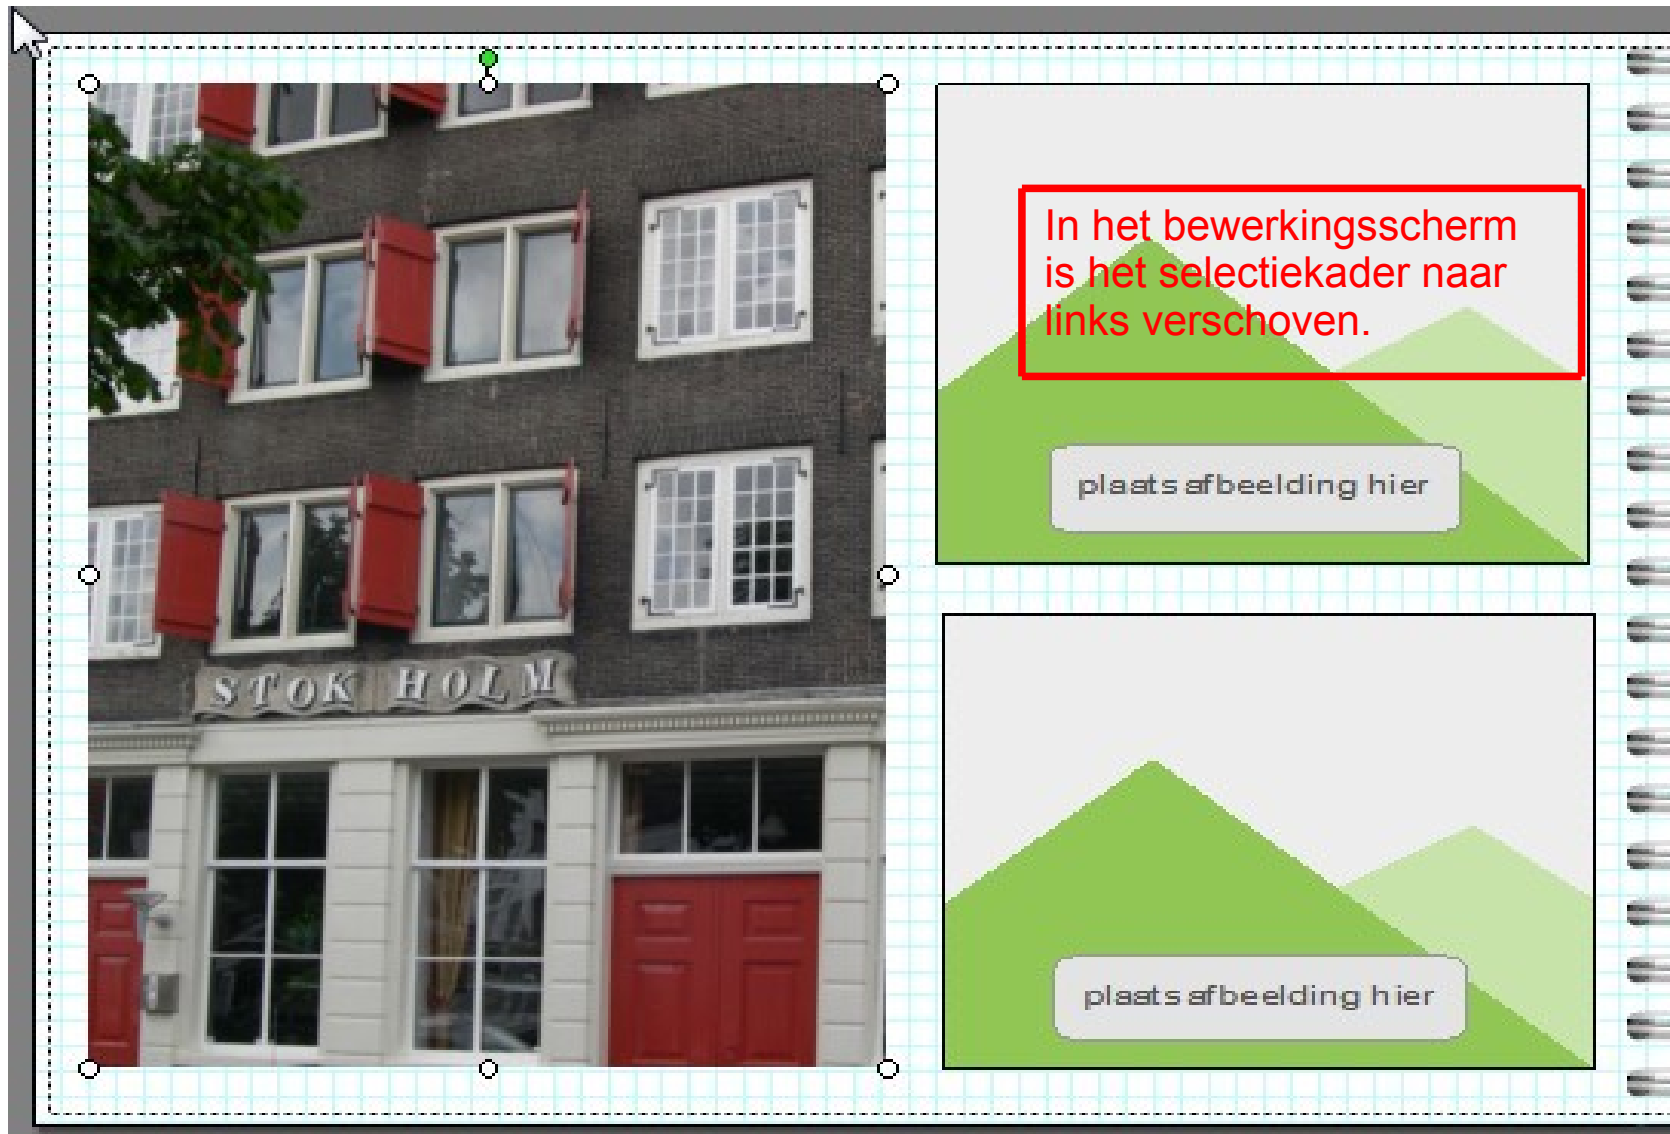 STOK HOLM
In het bewerkingsscherm
is het selectiekader naar
links verschoven.
plaats afbeelding hier
plaats afbeelding hier